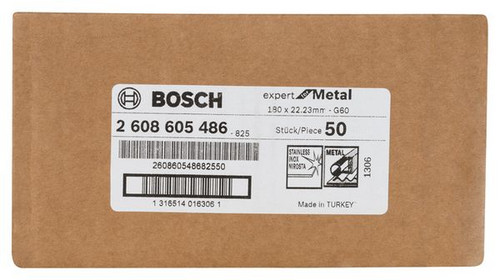 BOSCH
expert for Metal
180 x 22.23mm - G60
2 608 605 486 - 825
Stück/Piece 50
260860548682550
STAINLESS
INOX
NIROSTA
METAL
1306
1 316514 016306 1
Made in TURKEY